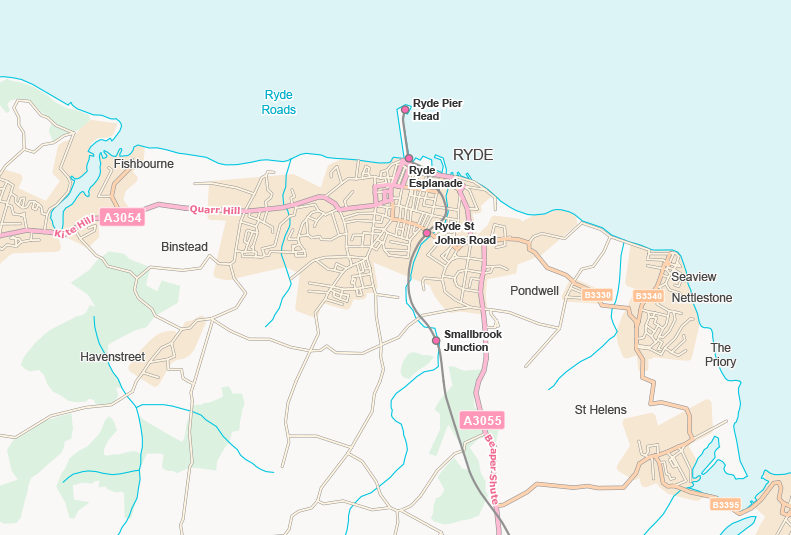 Ryde
Roads
Ryde Pier
Head
RYDE
Fishbourne
Ryde
Esplanade
Quarr Hill
A3054
Kite Hill
Ryde St
Johns Road
Binstead
Seaview
Pondwell
B3330
B3340
Nettlestone
Smallbrook
Junction
Havenstreet
The
Priory
St Helens
A3055
Beaper Shute
B3395